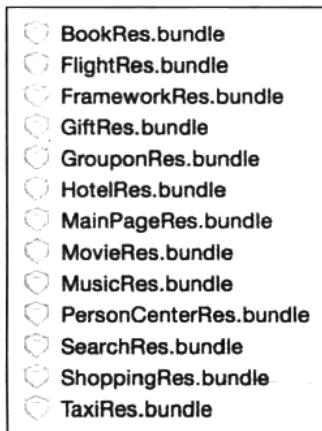 BookRes.bundle
FlightRes.bundle
FrameworkRes.bundle
GiftRes.bundle
GrouponRes.bundle
HotelRes.bundle
MainPageRes.bundle
MovieRes.bundle
MusicRes.bundle
PersonCenterRes.bundle
SearchRes.bundle
ShoppingRes.bundle
TaxiRes.bundle